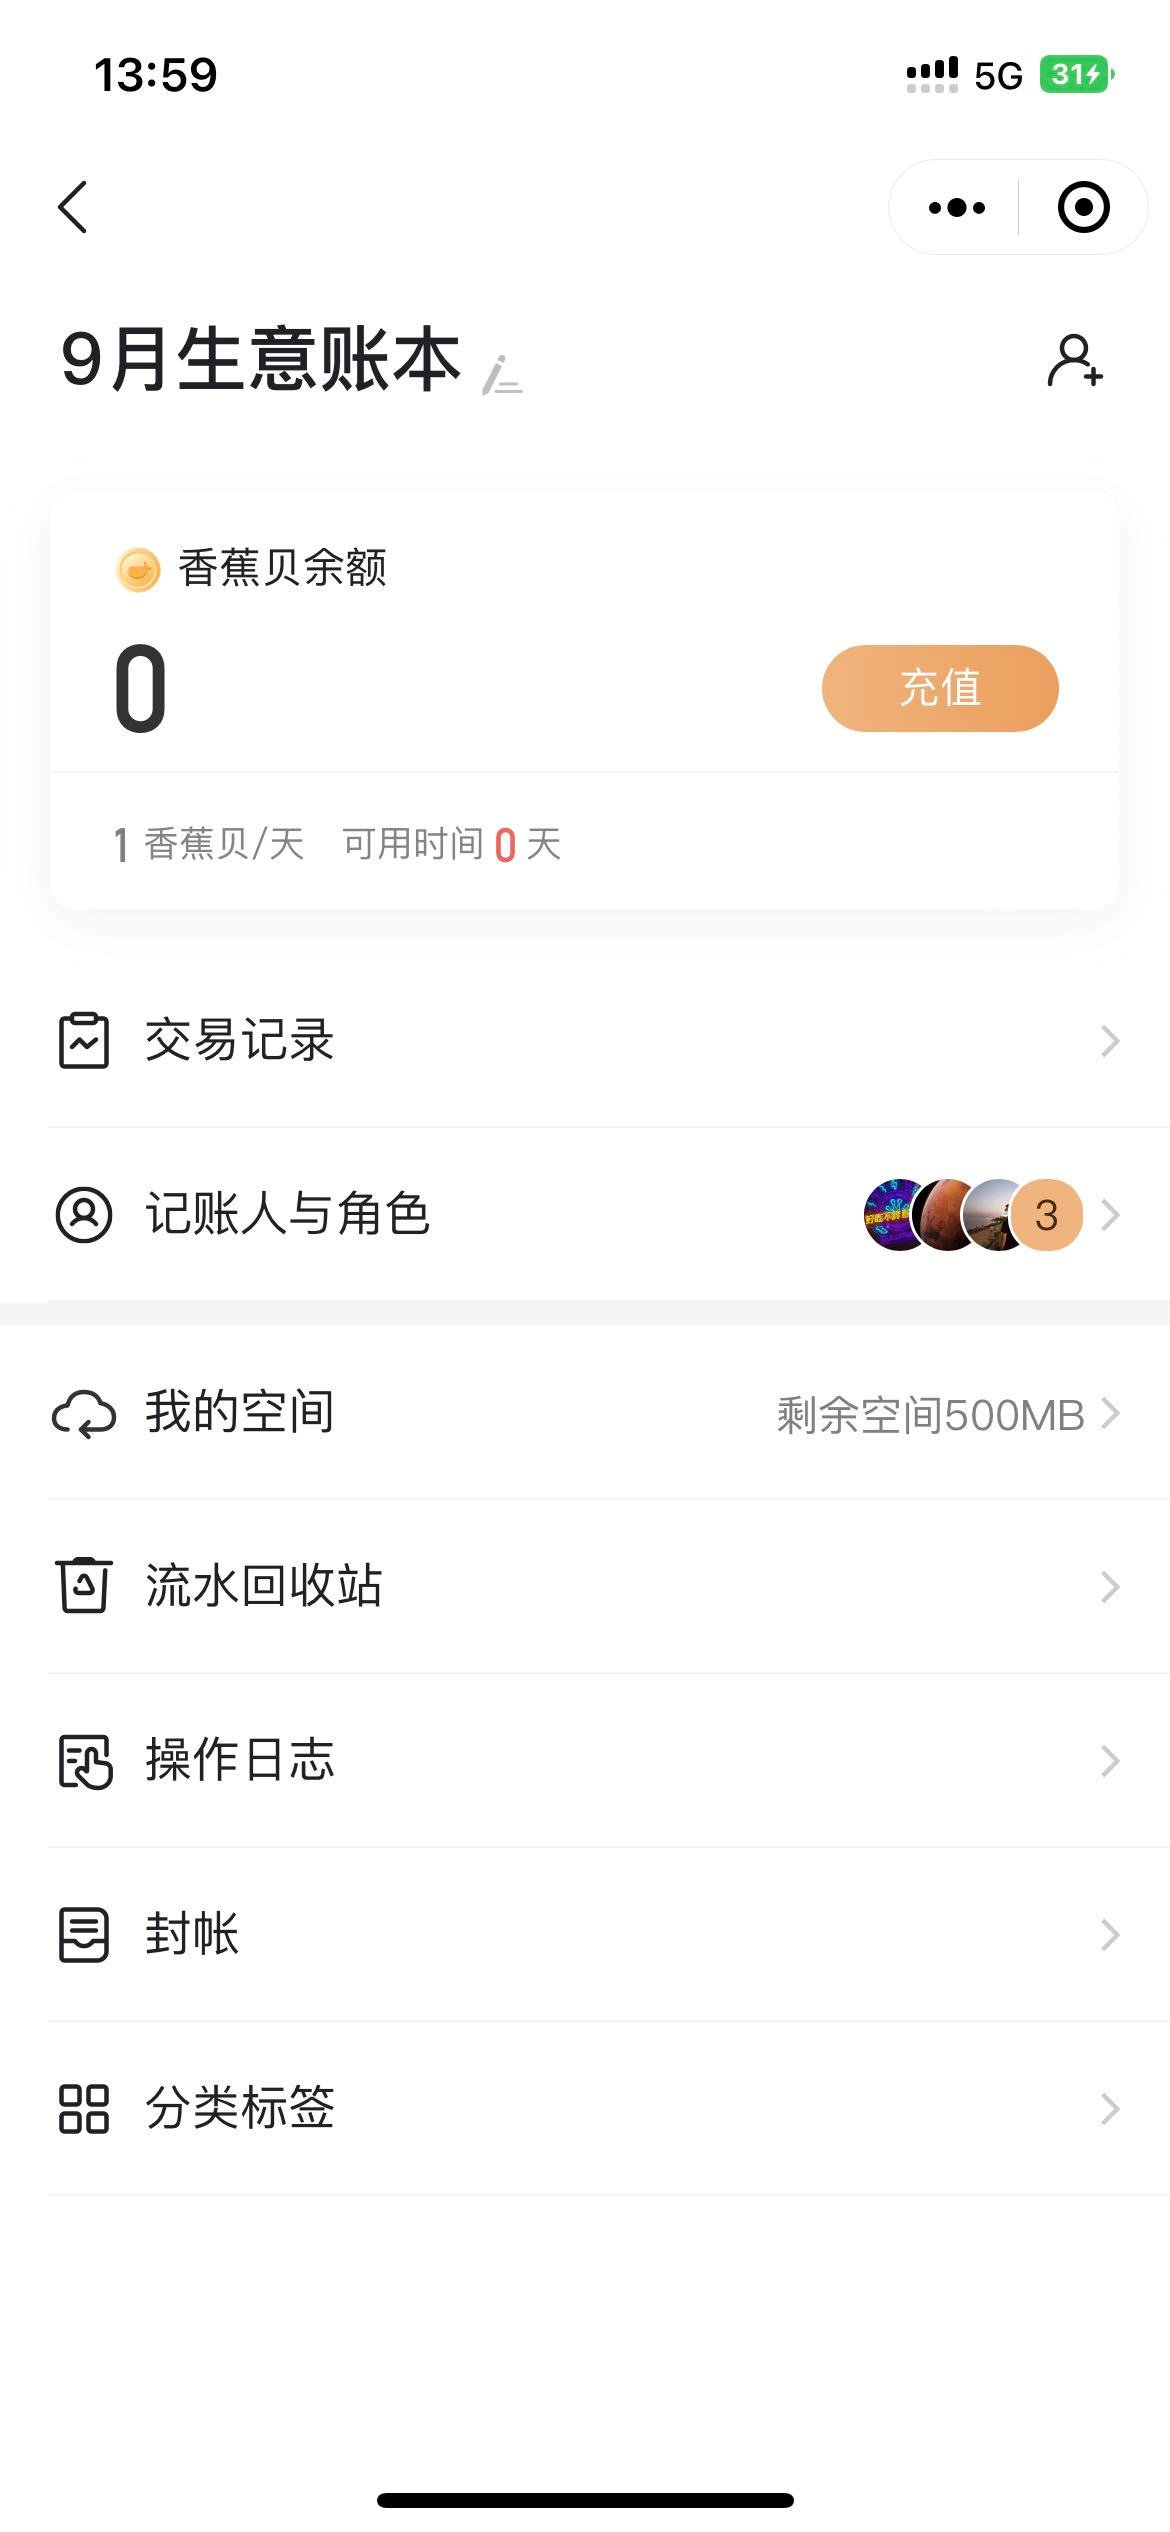 13:59
5G
31
9月生意账本
香蕉贝余额
0
充值
1 香蕉贝/天 可用时间 0 天
交易记录
记账人与角色
3
我的空间
剩余空间500MB
流水回收站
操作日志
封帐
分类标签